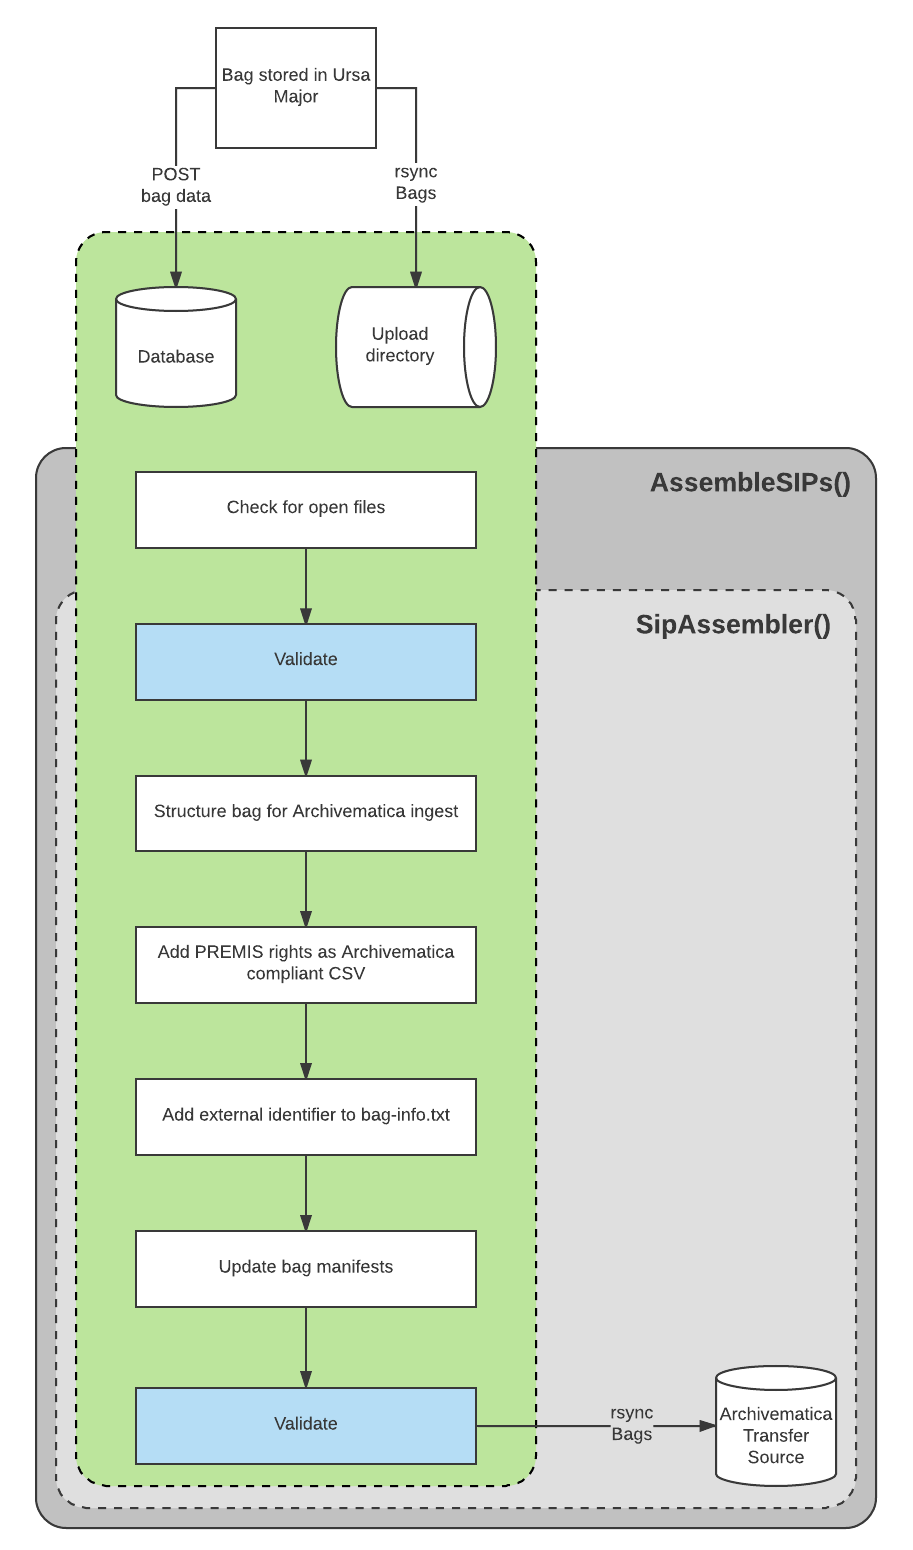 Bag stored in Ursa
Major
POST
bag data
rsync
Bags
Database
Upload
directory
AssembleSIPs()
Check for open files
SipAssembler()
Validate
Structure bag for Archivematica ingest
Add PREMIS rights as Archivematica
compliant CSV
Add external identifier to bag-info.txt
Update bag manifests
Validate
rsync
Bags
Archivematica
Transfer
Source